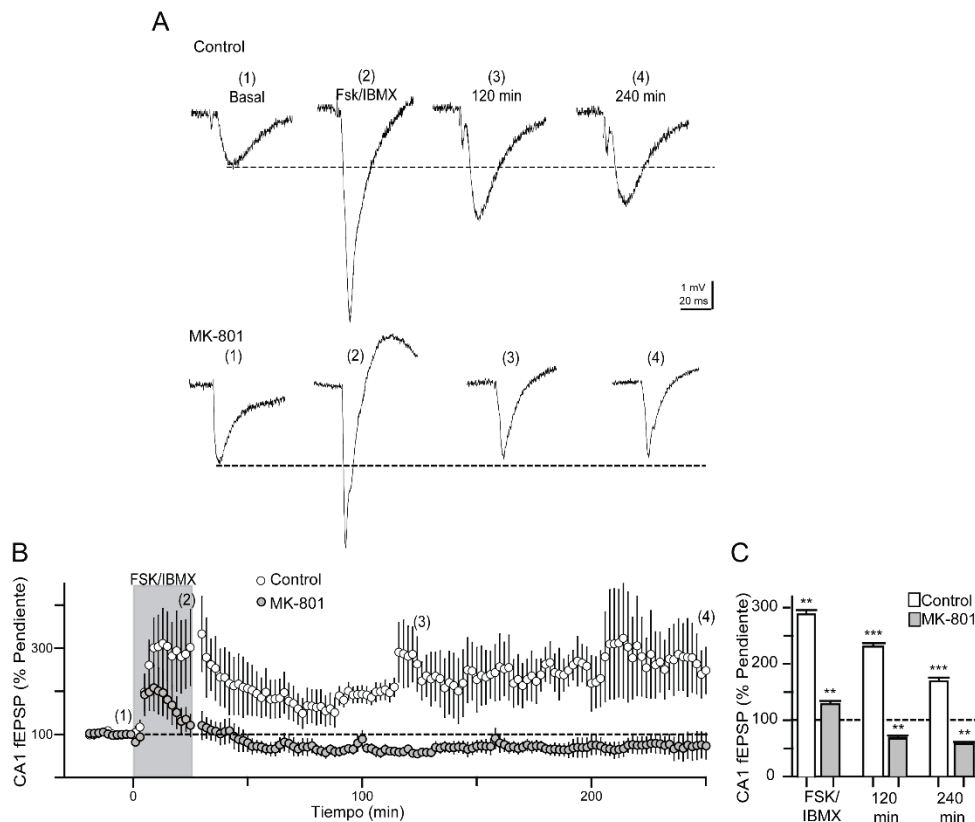 A
Control
(1)
Basal
(2)
Fsk/IBMX
(3)
120 min
(4)
240 min
1 mV
20 ms
MK-801
(1)
(2)
(3)
(4)
B
FSK/IBMX
Control
MK-801
(1)
(2)
(3)
(4)
CA1 fEPSP (% Pendiente)
300
100
0
100
200
Tiempo (min)
C
Control
MK-801
CA1 fEPSP (% Pendiente)
300
200
100
0
**
**
***
**
***
**
FSK/
IBMX
120
min
240
min